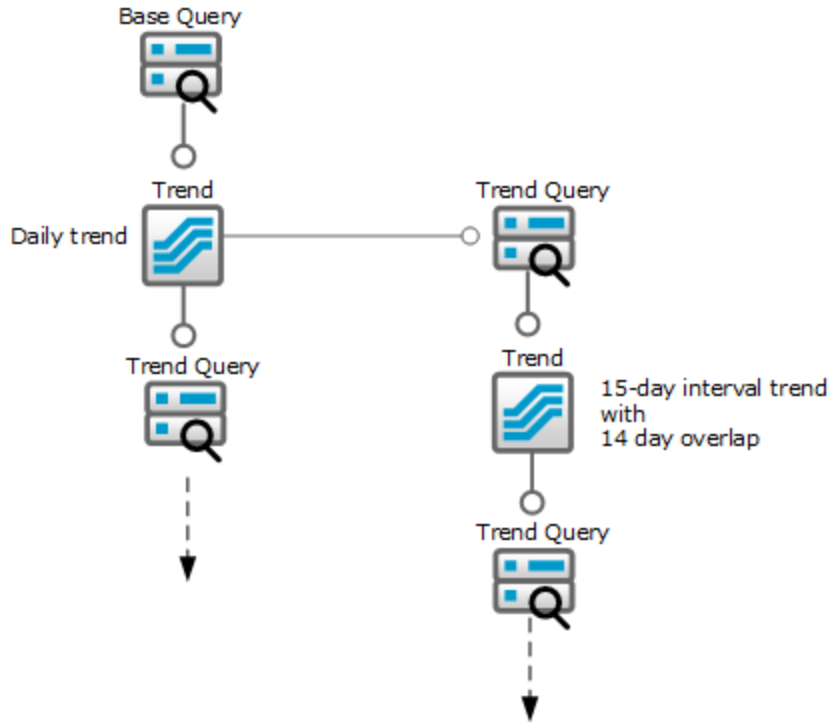 Base Query
Trend
Trend Query
Daily trend
Trend Query
Trend
15-day interval trend
with
14 day overlap
Trend Query